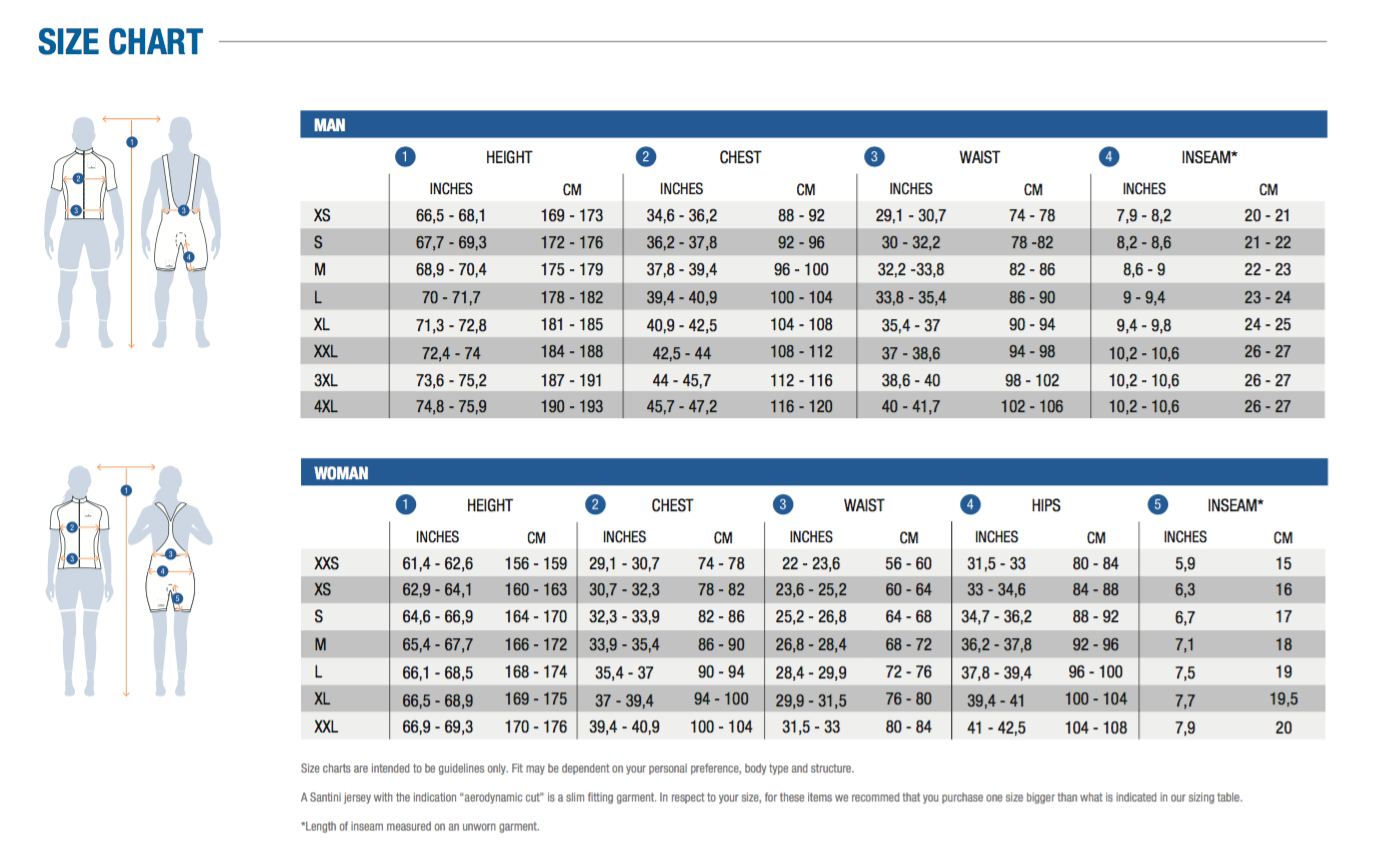 SIZE CHART
MAN
1 HEIGHT 2 CHEST 3 WAIST 4 INSEAM*
INCHES CM INCHES CM INCHES CM INCHES CM
XS 66,5 - 68,1 169 - 173 34,6 - 36,2 88 - 92 29,1 - 30,7 74 - 78 7,9 - 8,2 20 - 21
S 67,7 - 69,3 172 - 176 36,2 - 37,8 92 - 96 30 - 32,2 78 -82 8,2 - 8,6 21 - 22
M 68,9 - 70,4 175 - 179 37,8 - 39,4 96 - 100 32,2 -33,8 82 - 86 8,6 - 9 22 - 23
L 70 - 71,7 178 - 182 39,4 - 40,9 100 - 104 33,8 - 35,4 86 - 90 9 - 9,4 23 - 24
XL 71,3 - 72,8 181 - 185 40,9 - 42,5 104 - 108 35,4 - 37 90 - 94 9,4 - 9,8 24 - 25
XXL 72,4 - 74 184 - 188 42,5 - 44 108 - 112 37 - 38,6 94 - 98 10,2 - 10,6 26 - 27
3XL 73,6 - 75,2 187 - 191 44 - 45,7 112 - 116 38,6 - 40 98 - 102 10,2 - 10,6 26 - 27
4XL 74,8 - 75,9 190 - 193 45,7 - 47,2 116 - 120 40 - 41,7 102 - 106 10,2 - 10,6 26 - 27
1
2
3 3
4
WOMAN
1 HEIGHT 2 CHEST 3 WAIST 4 HIPS 5 INSEAM*
INCHES CM INCHES CM INCHES CM INCHES CM INCHES CM
XXS 61,4 - 62,6 156 - 159 29,1 - 30,7 74 - 78 22 - 23,6 56 - 60 31,5 - 33 80 - 84 5,9 15
XS 62,9 - 64,1 160 - 163 30,7 - 32,3 78 - 82 23,6 - 25,2 60 - 64 33 - 34,6 84 - 88 6,3 16
S 64,6 - 66,9 164 - 170 32,3 - 33,9 82 - 86 25,2 - 26,8 64 - 68 34,7 - 36,2 88 - 92 6,7 17
M 65,4 - 67,7 166 - 172 33,9 - 35,4 86 - 90 26,8 - 28,4 68 - 72 36,2 - 37,8 92 - 96 7,1 18
L 66,1 - 68,5 168 - 174 35,4 - 37 90 - 94 28,4 - 29,9 72 - 76 37,8 - 39,4 96 - 100 7,5 19
XL 66,5 - 68,9 169 - 175 37 - 39,4 94 - 100 29,9 - 31,5 76 - 80 39,4 - 41 100 - 104 7,7 19,5
XXL 66,9 - 69,3 170 - 176 39,4 - 40,9 100 - 104 31,5 - 33 80 - 84 41 - 42,5 104 - 108 7,9 20
1
2
3 3
4
5
Size charts are intended to be guidelines only. Fit may be dependent on your personal preference, body type and structure.
A Santini jersey with the indication "aerodynamic cut" is a slim fitting garment. In respect to your size, for these items we recommed that you purchase one size bigger than what is indicated in our sizing table.
*Length of inseam measured on an unworn garment.